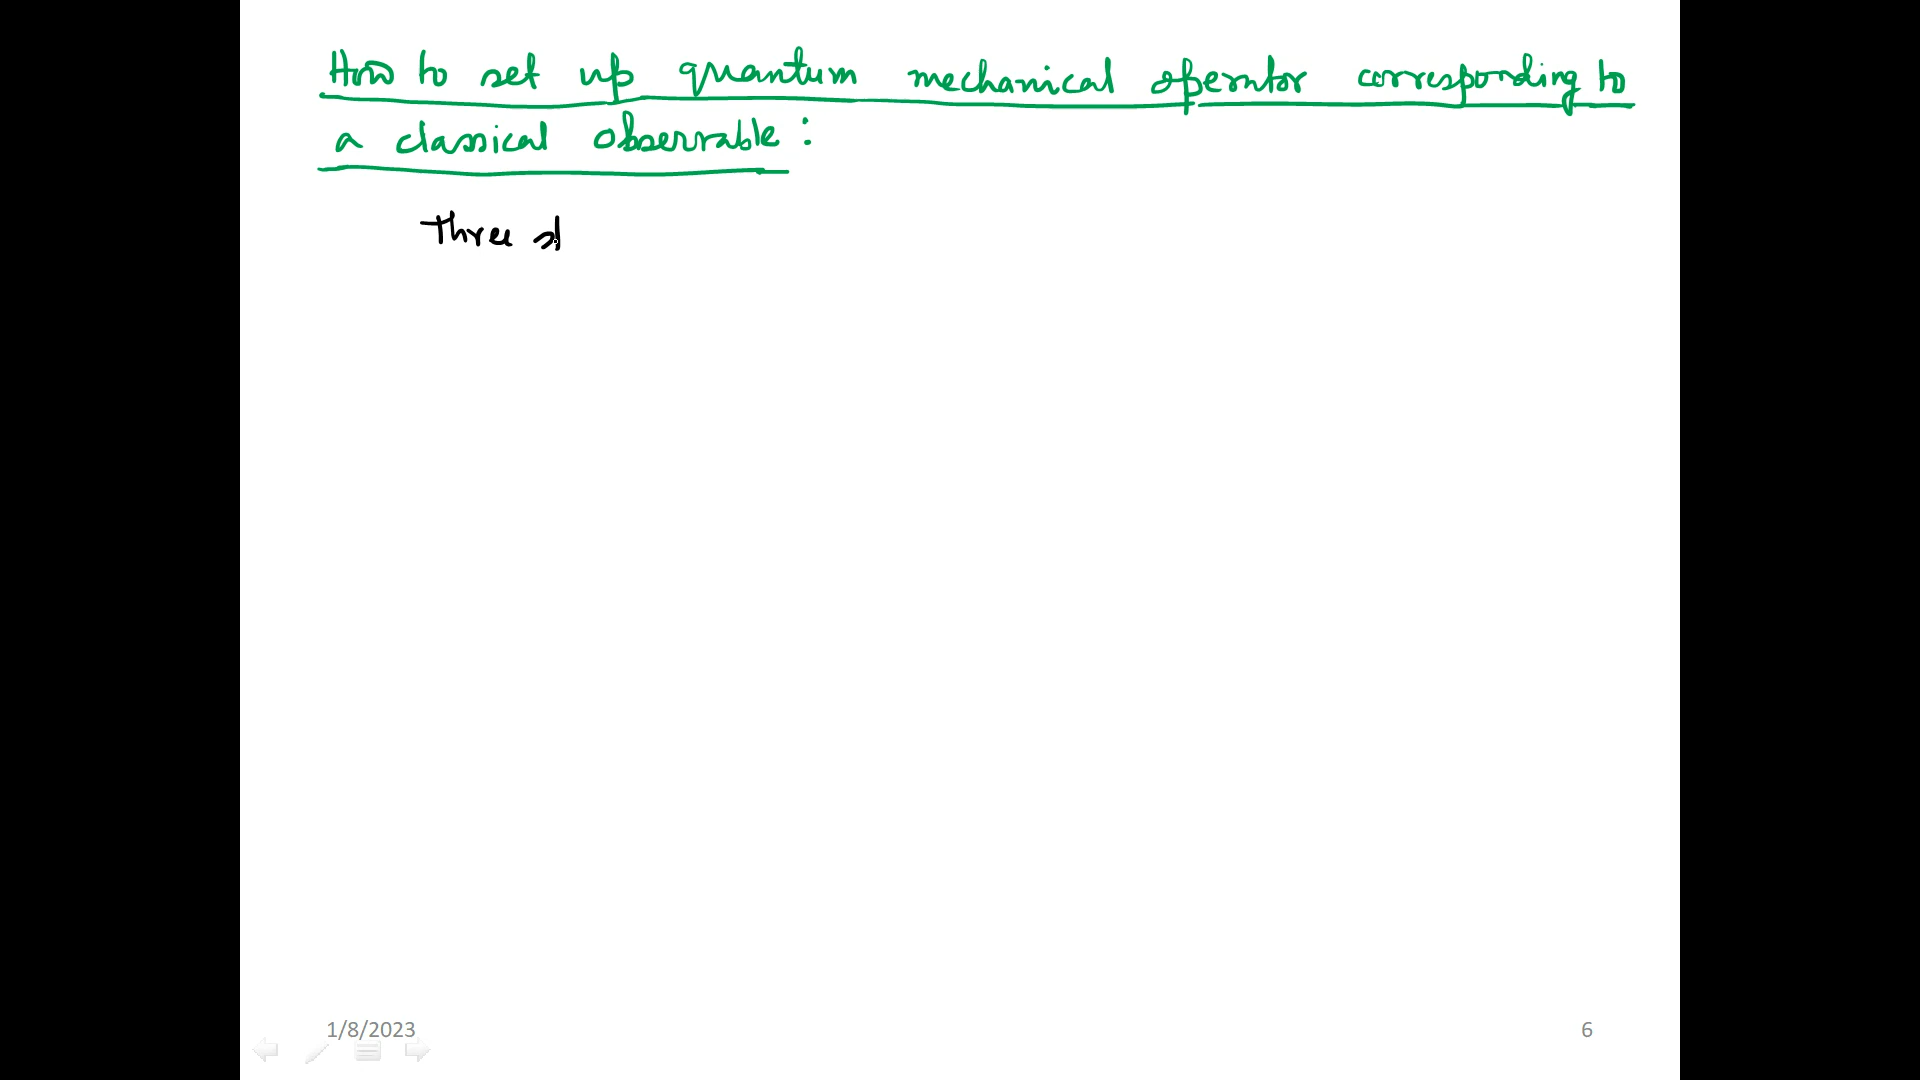 How to set up quantum mechanical operator corresponding to
a classical observable :
Three
1/8/2023
6